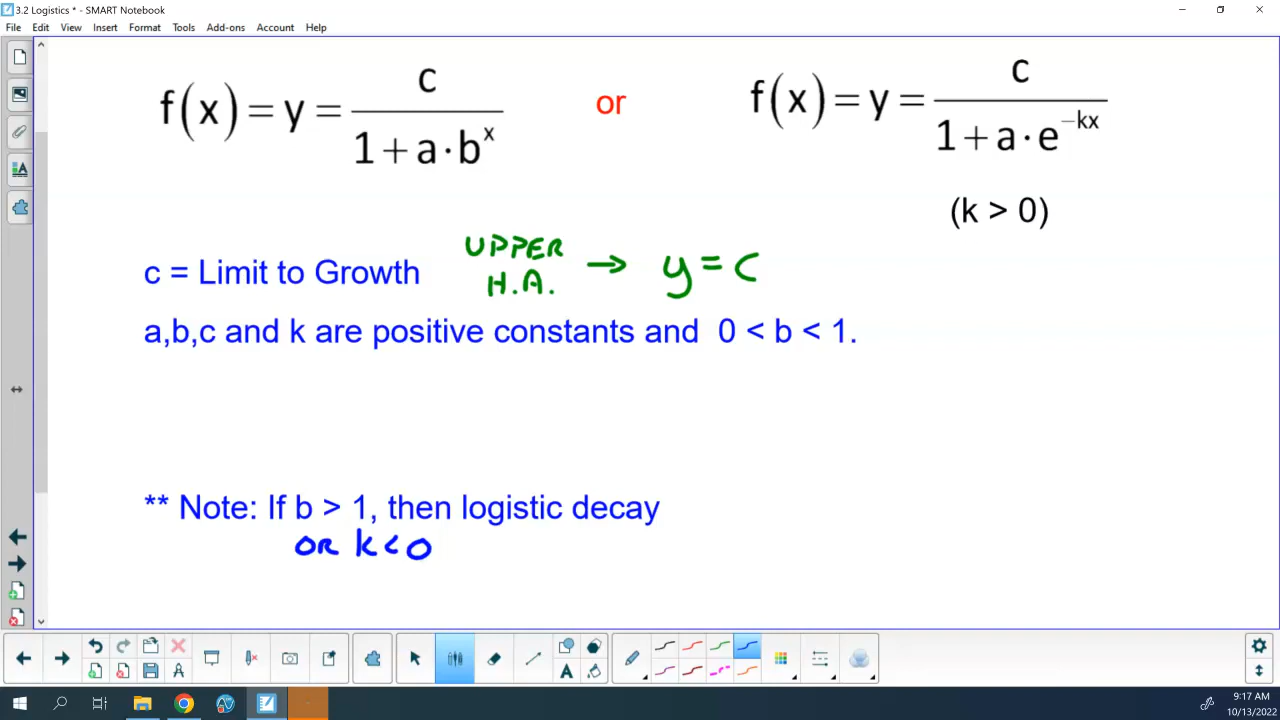 3.2 Logistics * - SMART Notebook
File Edit View Insert Format Tools Add-ons Account Help
f(x) = y = c / (1 + a · b^x) or f(x) = y = c / (1 + a · e^(−kx))
(k > 0)
c = Limit to Growth UPPER H.A. → y = c
a,b,c and k are positive constants and 0 < b < 1.
** Note: If b > 1, then logistic decay
OR k < 0
A
9:17 AM
10/13/2022